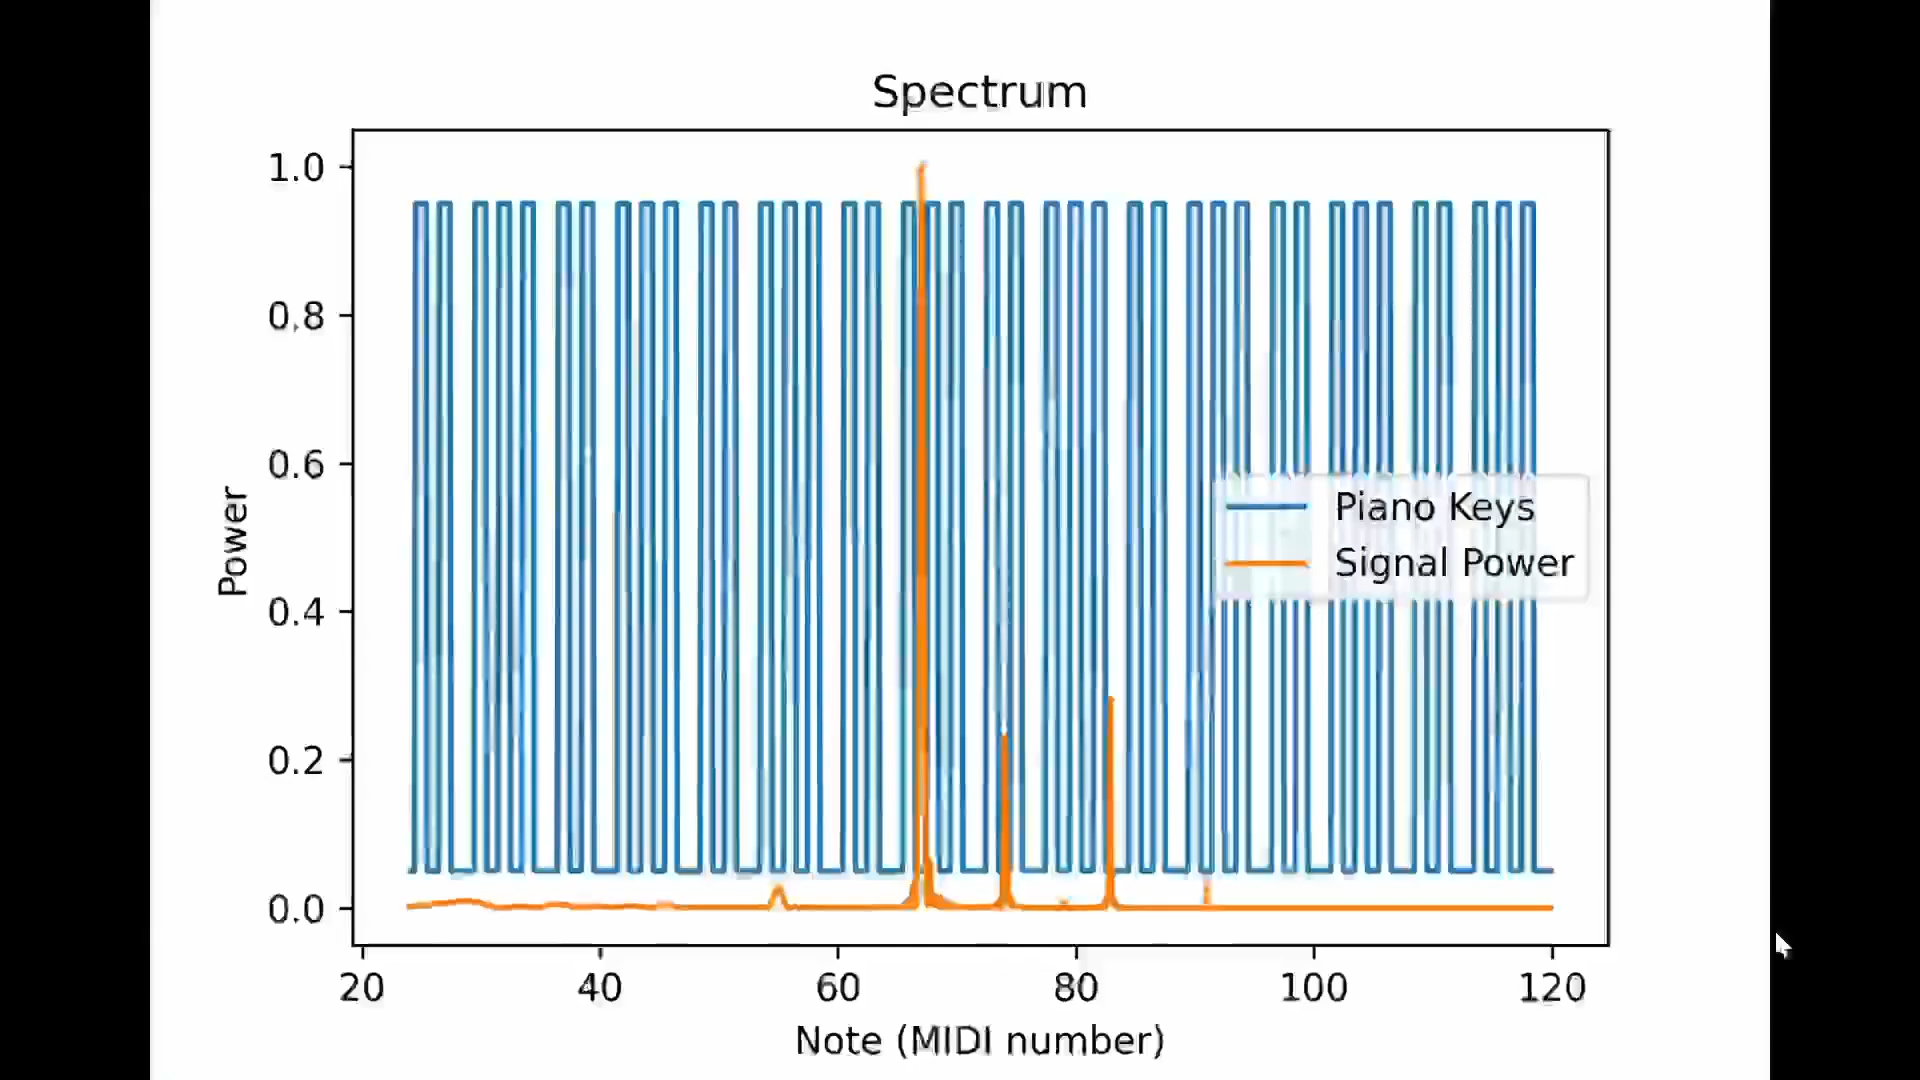 Spectrum
1.0
0.8
0.6
0.4
0.2
0.0
Power
Piano Keys
Signal Power
20 40 60 80 100 120
Note (MIDI number)